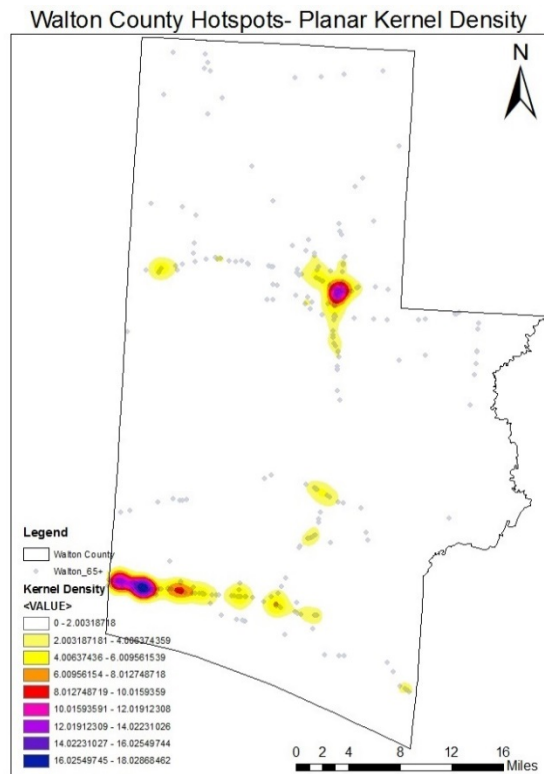 Walton County Hotspots- Planar Kernel Density
N
Legend
Walton County
Walton_65+
Kernel Density
<VALUE>
0 - 2.00318718
2.003187181 - 4.006374359
4.00637436 - 6.009561539
6.00956154 - 8.012748718
8.012748719 - 10.0159359
10.01593591 - 12.01912308
12.01912309 - 14.02231026
14.02231027 - 16.02549744
16.02549745 - 18.02868462
0 2 4 8 12 16
Miles